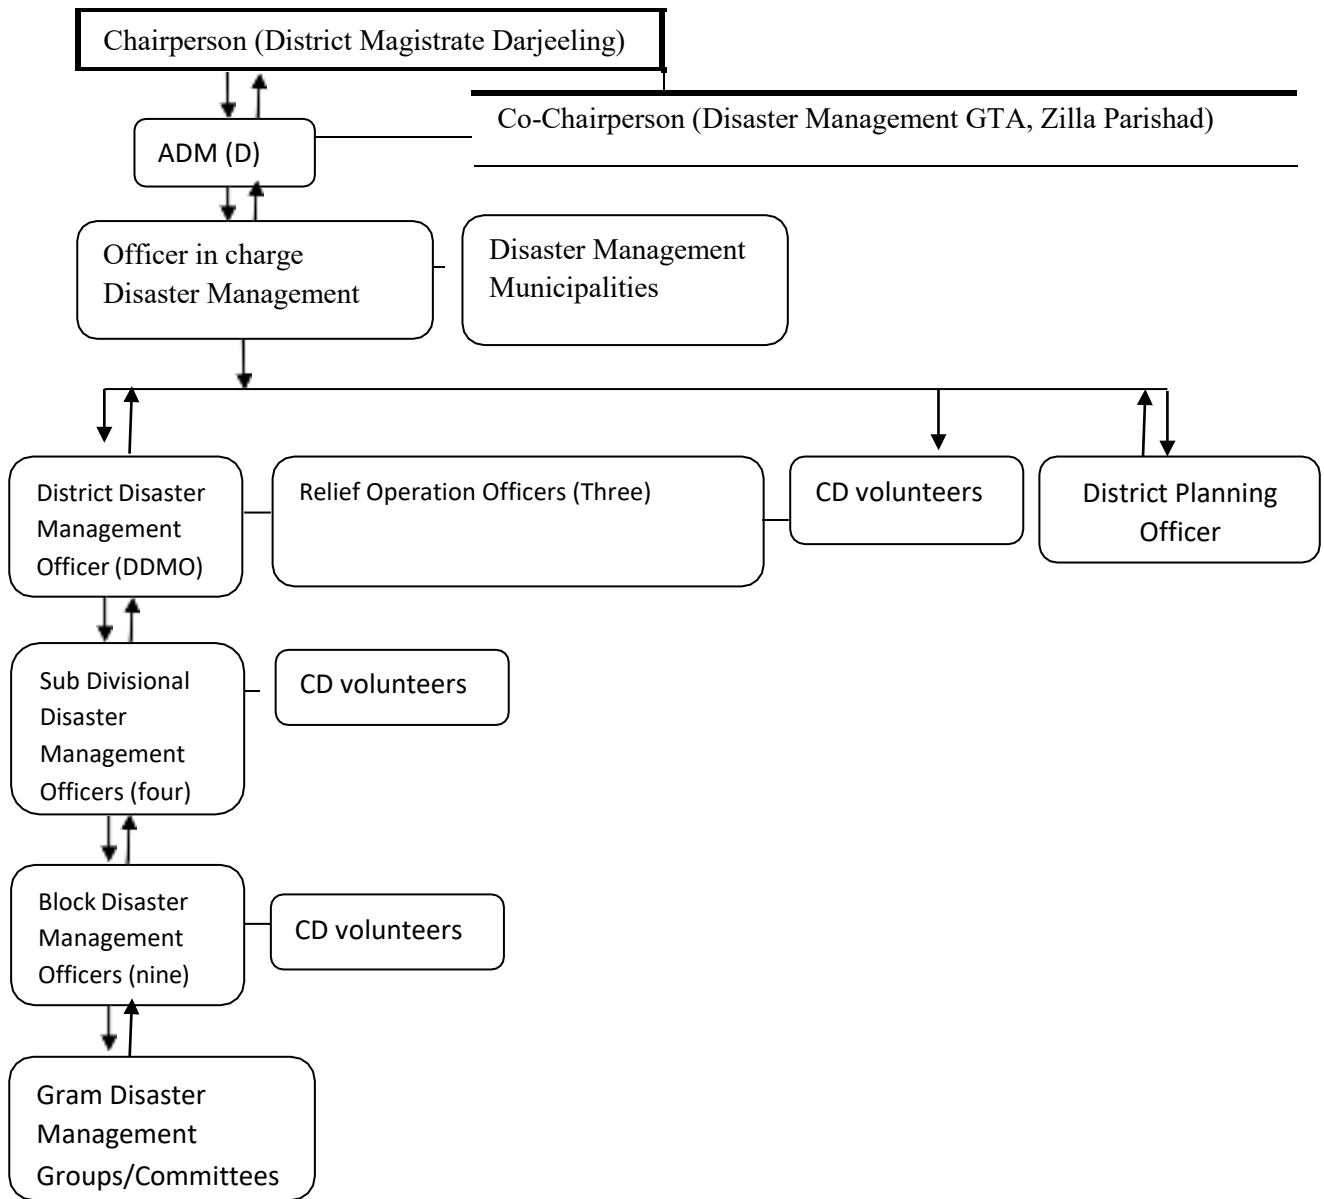 Chairperson (District Magistrate Darjeeling)
Co-Chairperson (Disaster Management GTA, Zilla Parishad)
ADM (D)
Officer in charge
Disaster Management
Disaster Management
Municipalities
District Disaster
Management
Officer (DDMO)
Relief Operation Officers (Three)
CD volunteers
District Planning
Officer
Sub Divisional
Disaster
Management
Officers (four)
CD volunteers
Block Disaster
Management
Officers (nine)
CD volunteers
Gram Disaster
Management
Groups/Committees